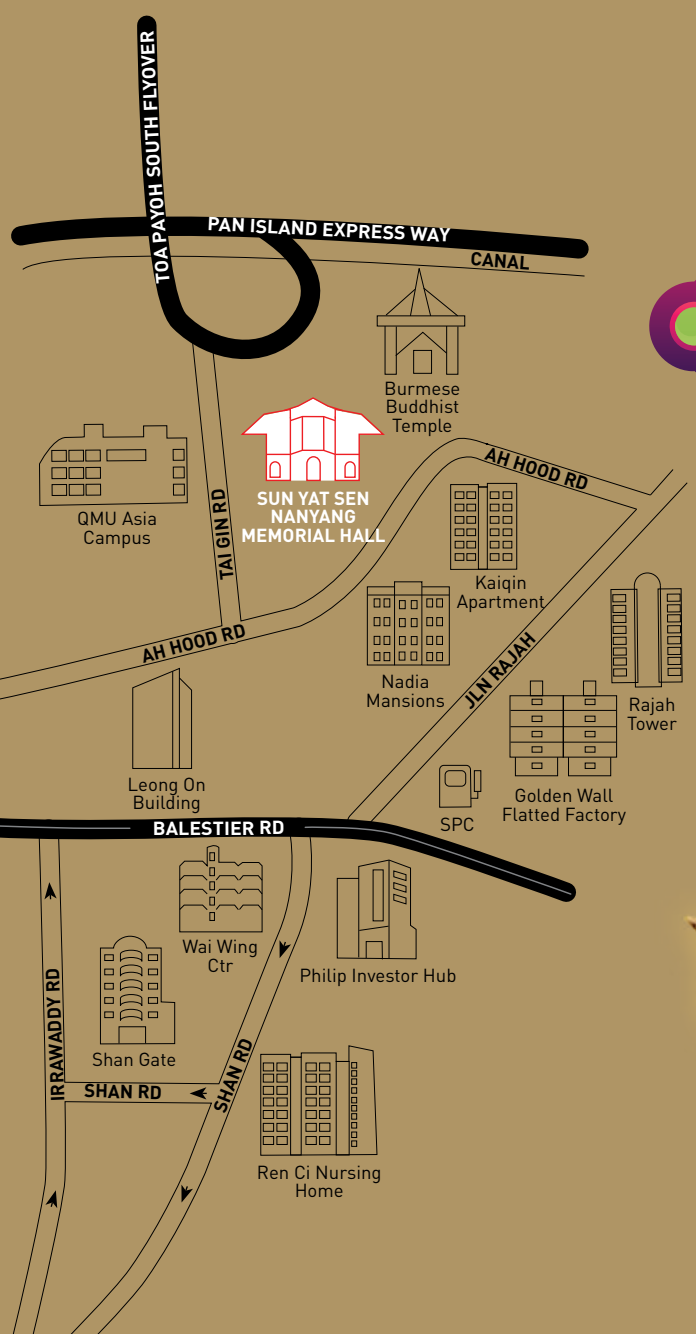 TOA PAYOH SOUTH FLYOVER
PAN ISLAND EXPRESS WAY
CANAL
Burmese
Buddhist
Temple
AH HOOD RD
SUN YAT SEN
NANYANG
MEMORIAL HALL
QMU Asia
Campus
TAI GIN RD
Kaiqin
Apartment
AH HOOD RD
Nadia
Mansions
JLN RAJAH
Rajah
Tower
Leong On
Building
Golden Wall
Flatted Factory
SPC
BALESTIER RD
Wai Wing
Ctr
Philip Investor Hub
IRRAWADDY RD
Shan Gate
SHAN RD
SHAN RD
Ren Ci Nursing
Home